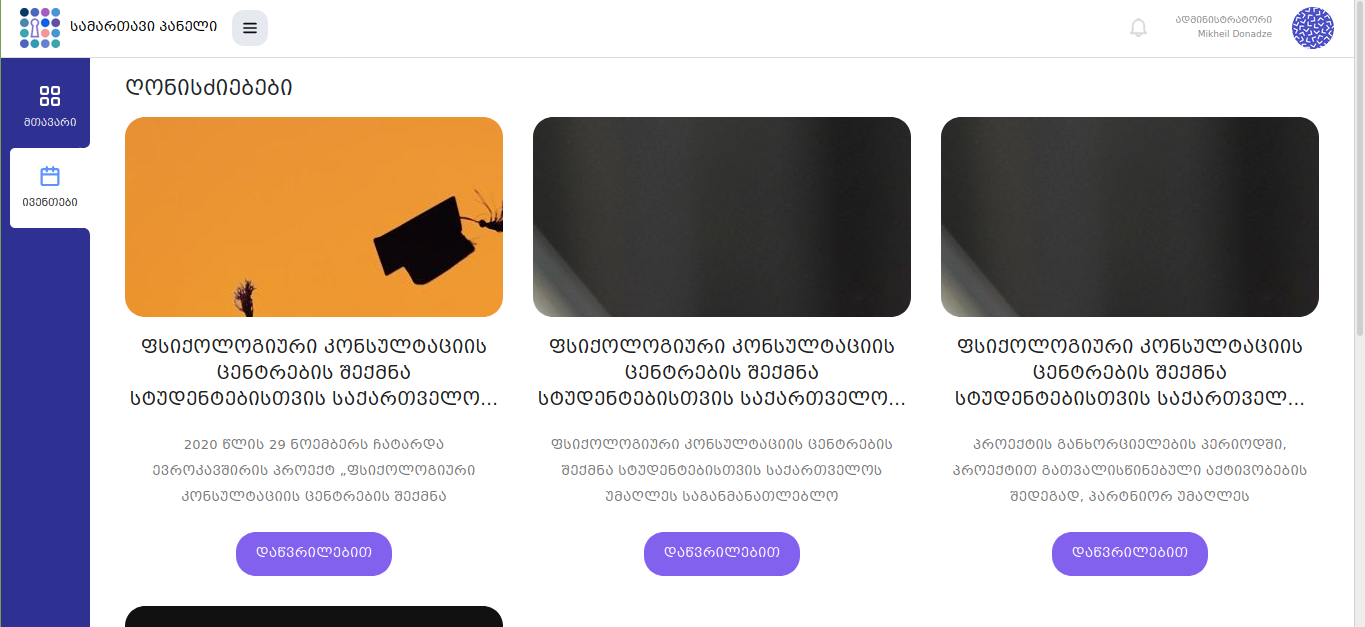 სამართავი პანელი
ადმინისტრატორი
Mikheil Donadze
მთავარი
ივენთები
ღონისძიებები
ფსიქოლოგიური კონსულტაციის
ცენტრების შექმნა
სტუდენტებისთვის საქართველო...
2020 წლის 29 ნოემბერს ჩატარდა
ევროკავშირის პროექტ „ფსიქოლოგიური
კონსულტაციის ცენტრების შექმნა
დაწვრილებით
ფსიქოლოგიური კონსულტაციის
ცენტრების შექმნა
სტუდენტებისთვის საქართველო...
ფსიქოლოგიური კონსულტაციის ცენტრების
შექმნა სტუდენტებისთვის საქართველოს
უმაღლეს საგანმანათლებლო
დაწვრილებით
ფსიქოლოგიური კონსულტაციის
ცენტრების შექმნა
სტუდენტებისთვის საქართველ...
პროექტის განხორციელების პერიოდში,
პროექტით გათვალისწინებული აქტივობების
შედეგად, პარტნიორ უმაღლეს
დაწვრილებით